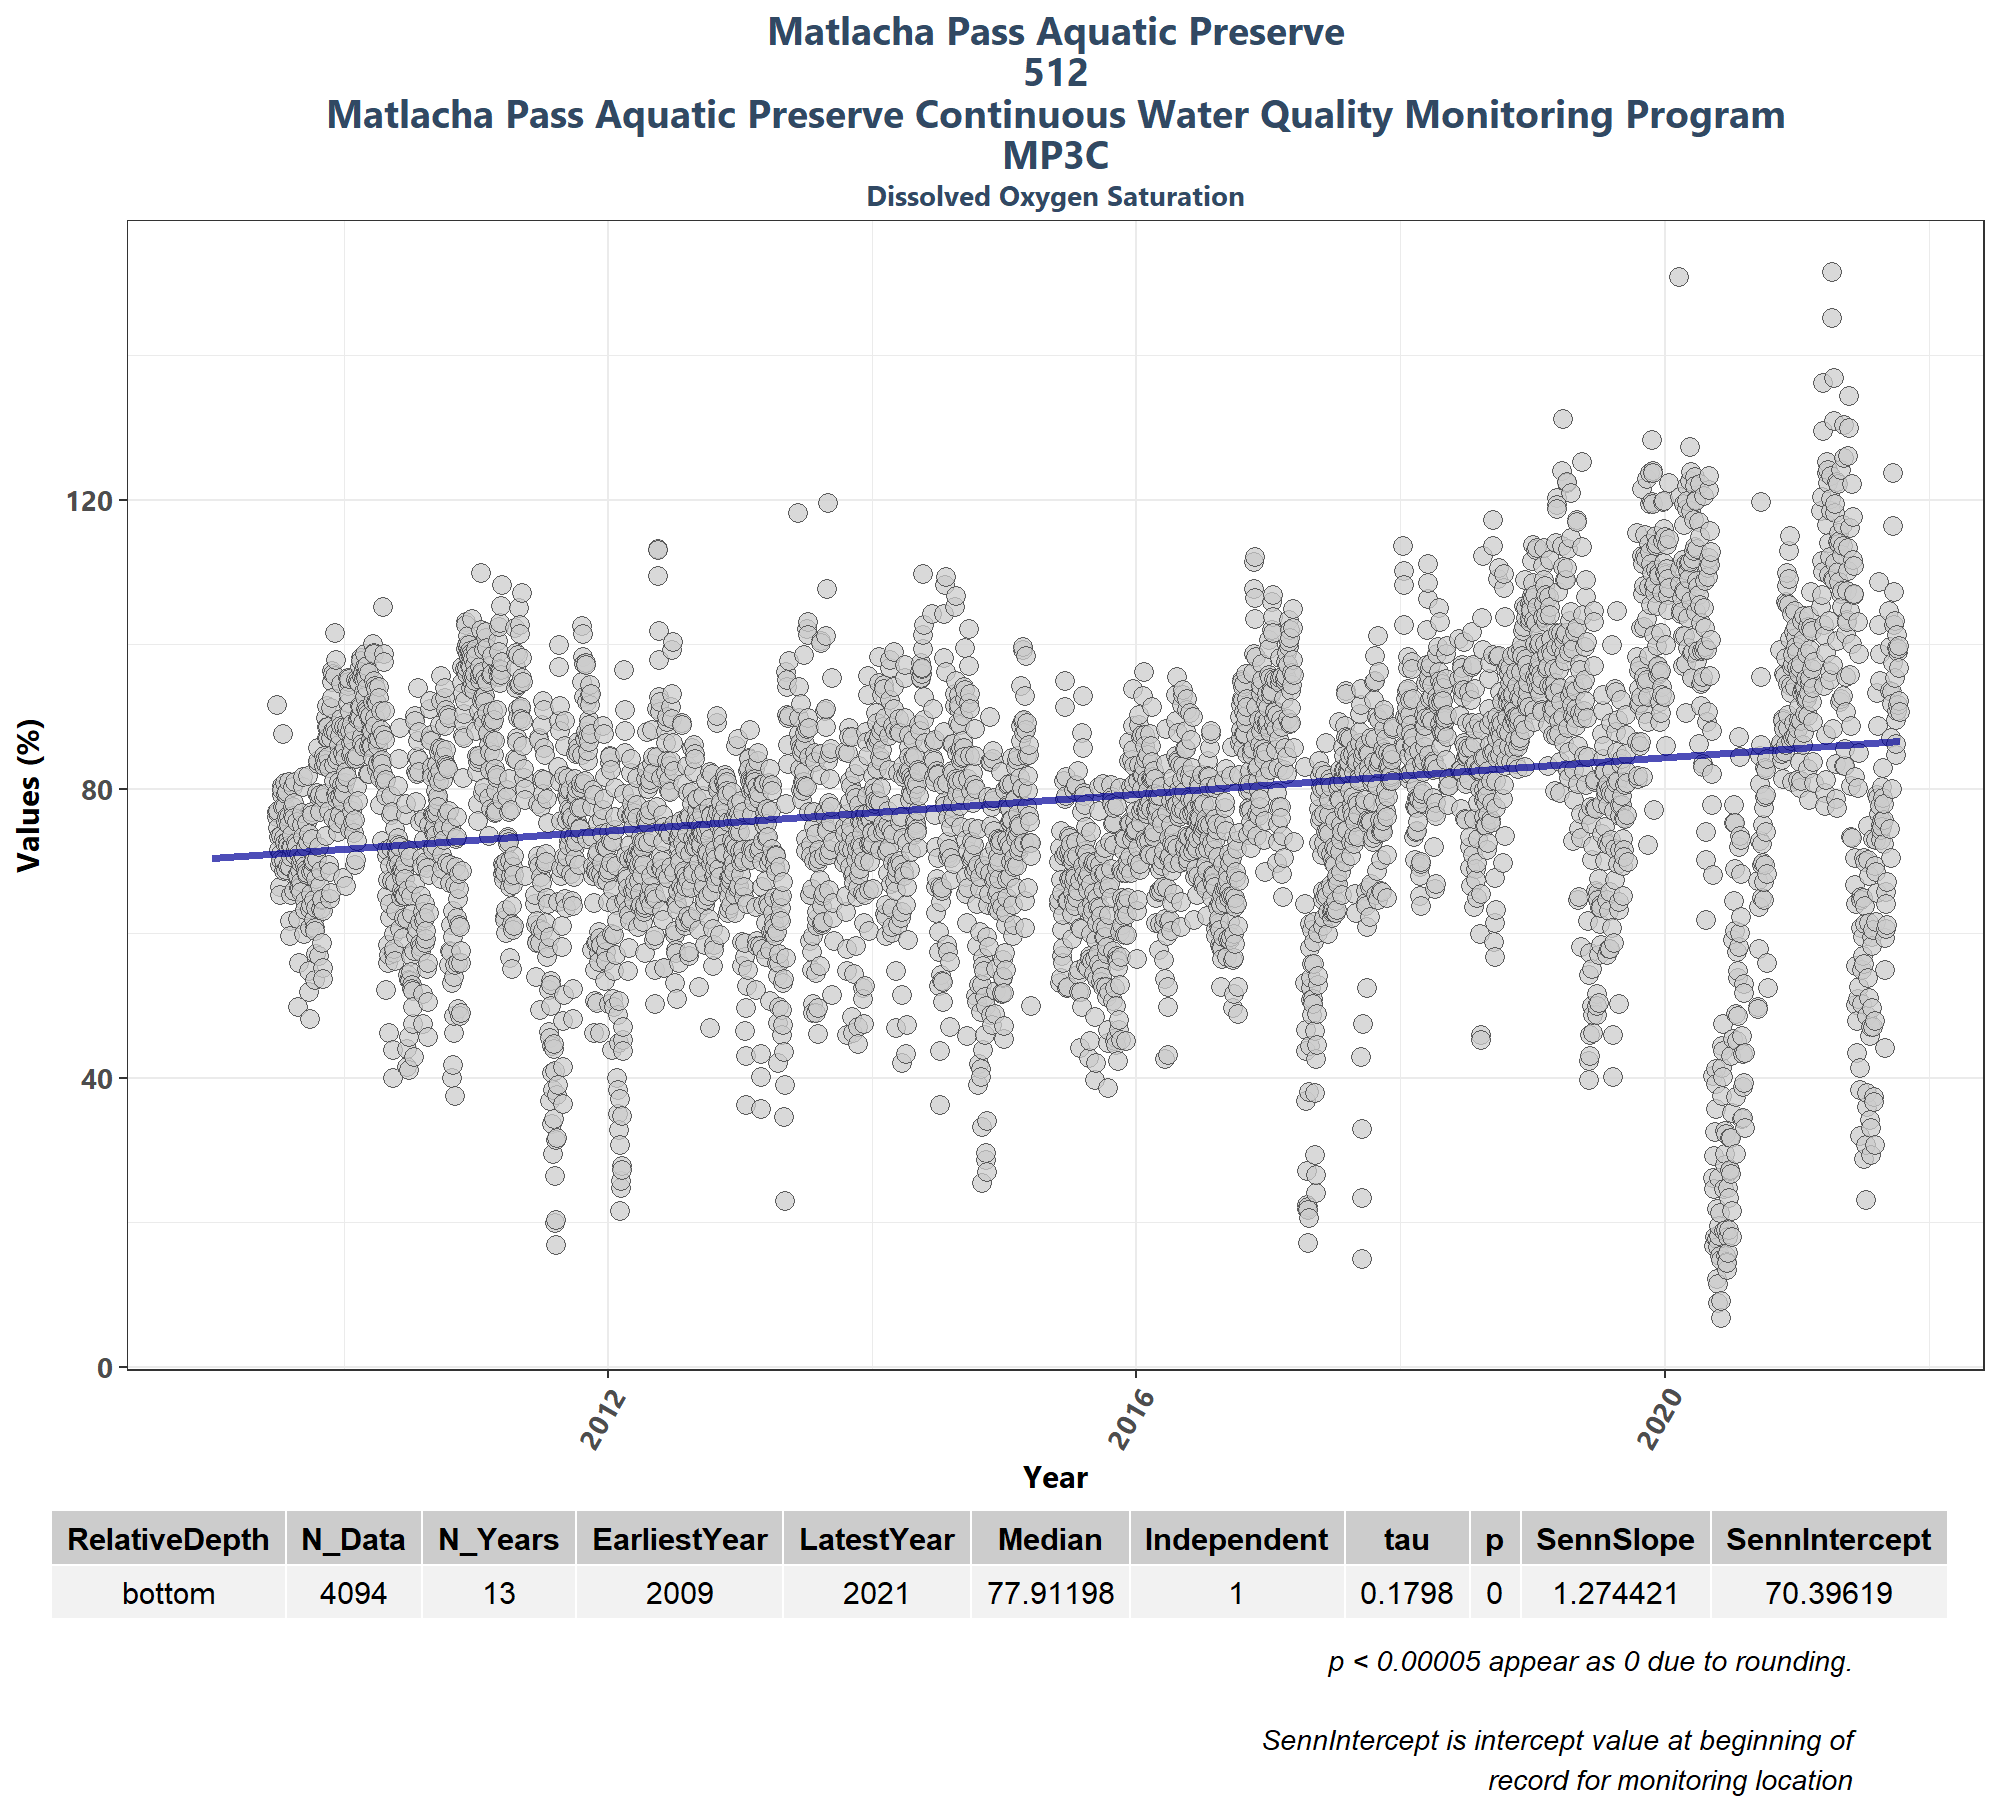 Matlacha Pass Aquatic Preserve
512
Matlacha Pass Aquatic Preserve Continuous Water Quality Monitoring Program
MP3C
Dissolved Oxygen Saturation
Values (%)
120
80
40
0
2012
2016
2020
Year
RelativeDepth N_Data N_Years EarliestYear LatestYear Median Independent tau p SennSlope SennIntercept
bottom 4094 13 2009 2021 77.91198 1 0.1798 0 1.274421 70.39619
p < 0.00005 appear as 0 due to rounding.
SennIntercept is intercept value at beginning of
record for monitoring location